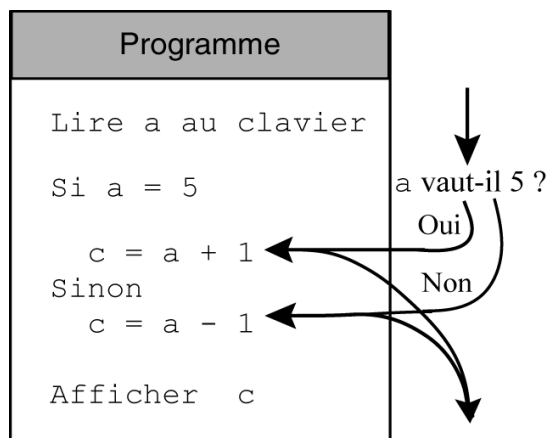 Programme
Lire a au clavier
Si a = 5
a vaut-il 5 ?
Oui
c = a + 1
Non
Sinon
c = a - 1
Afficher c